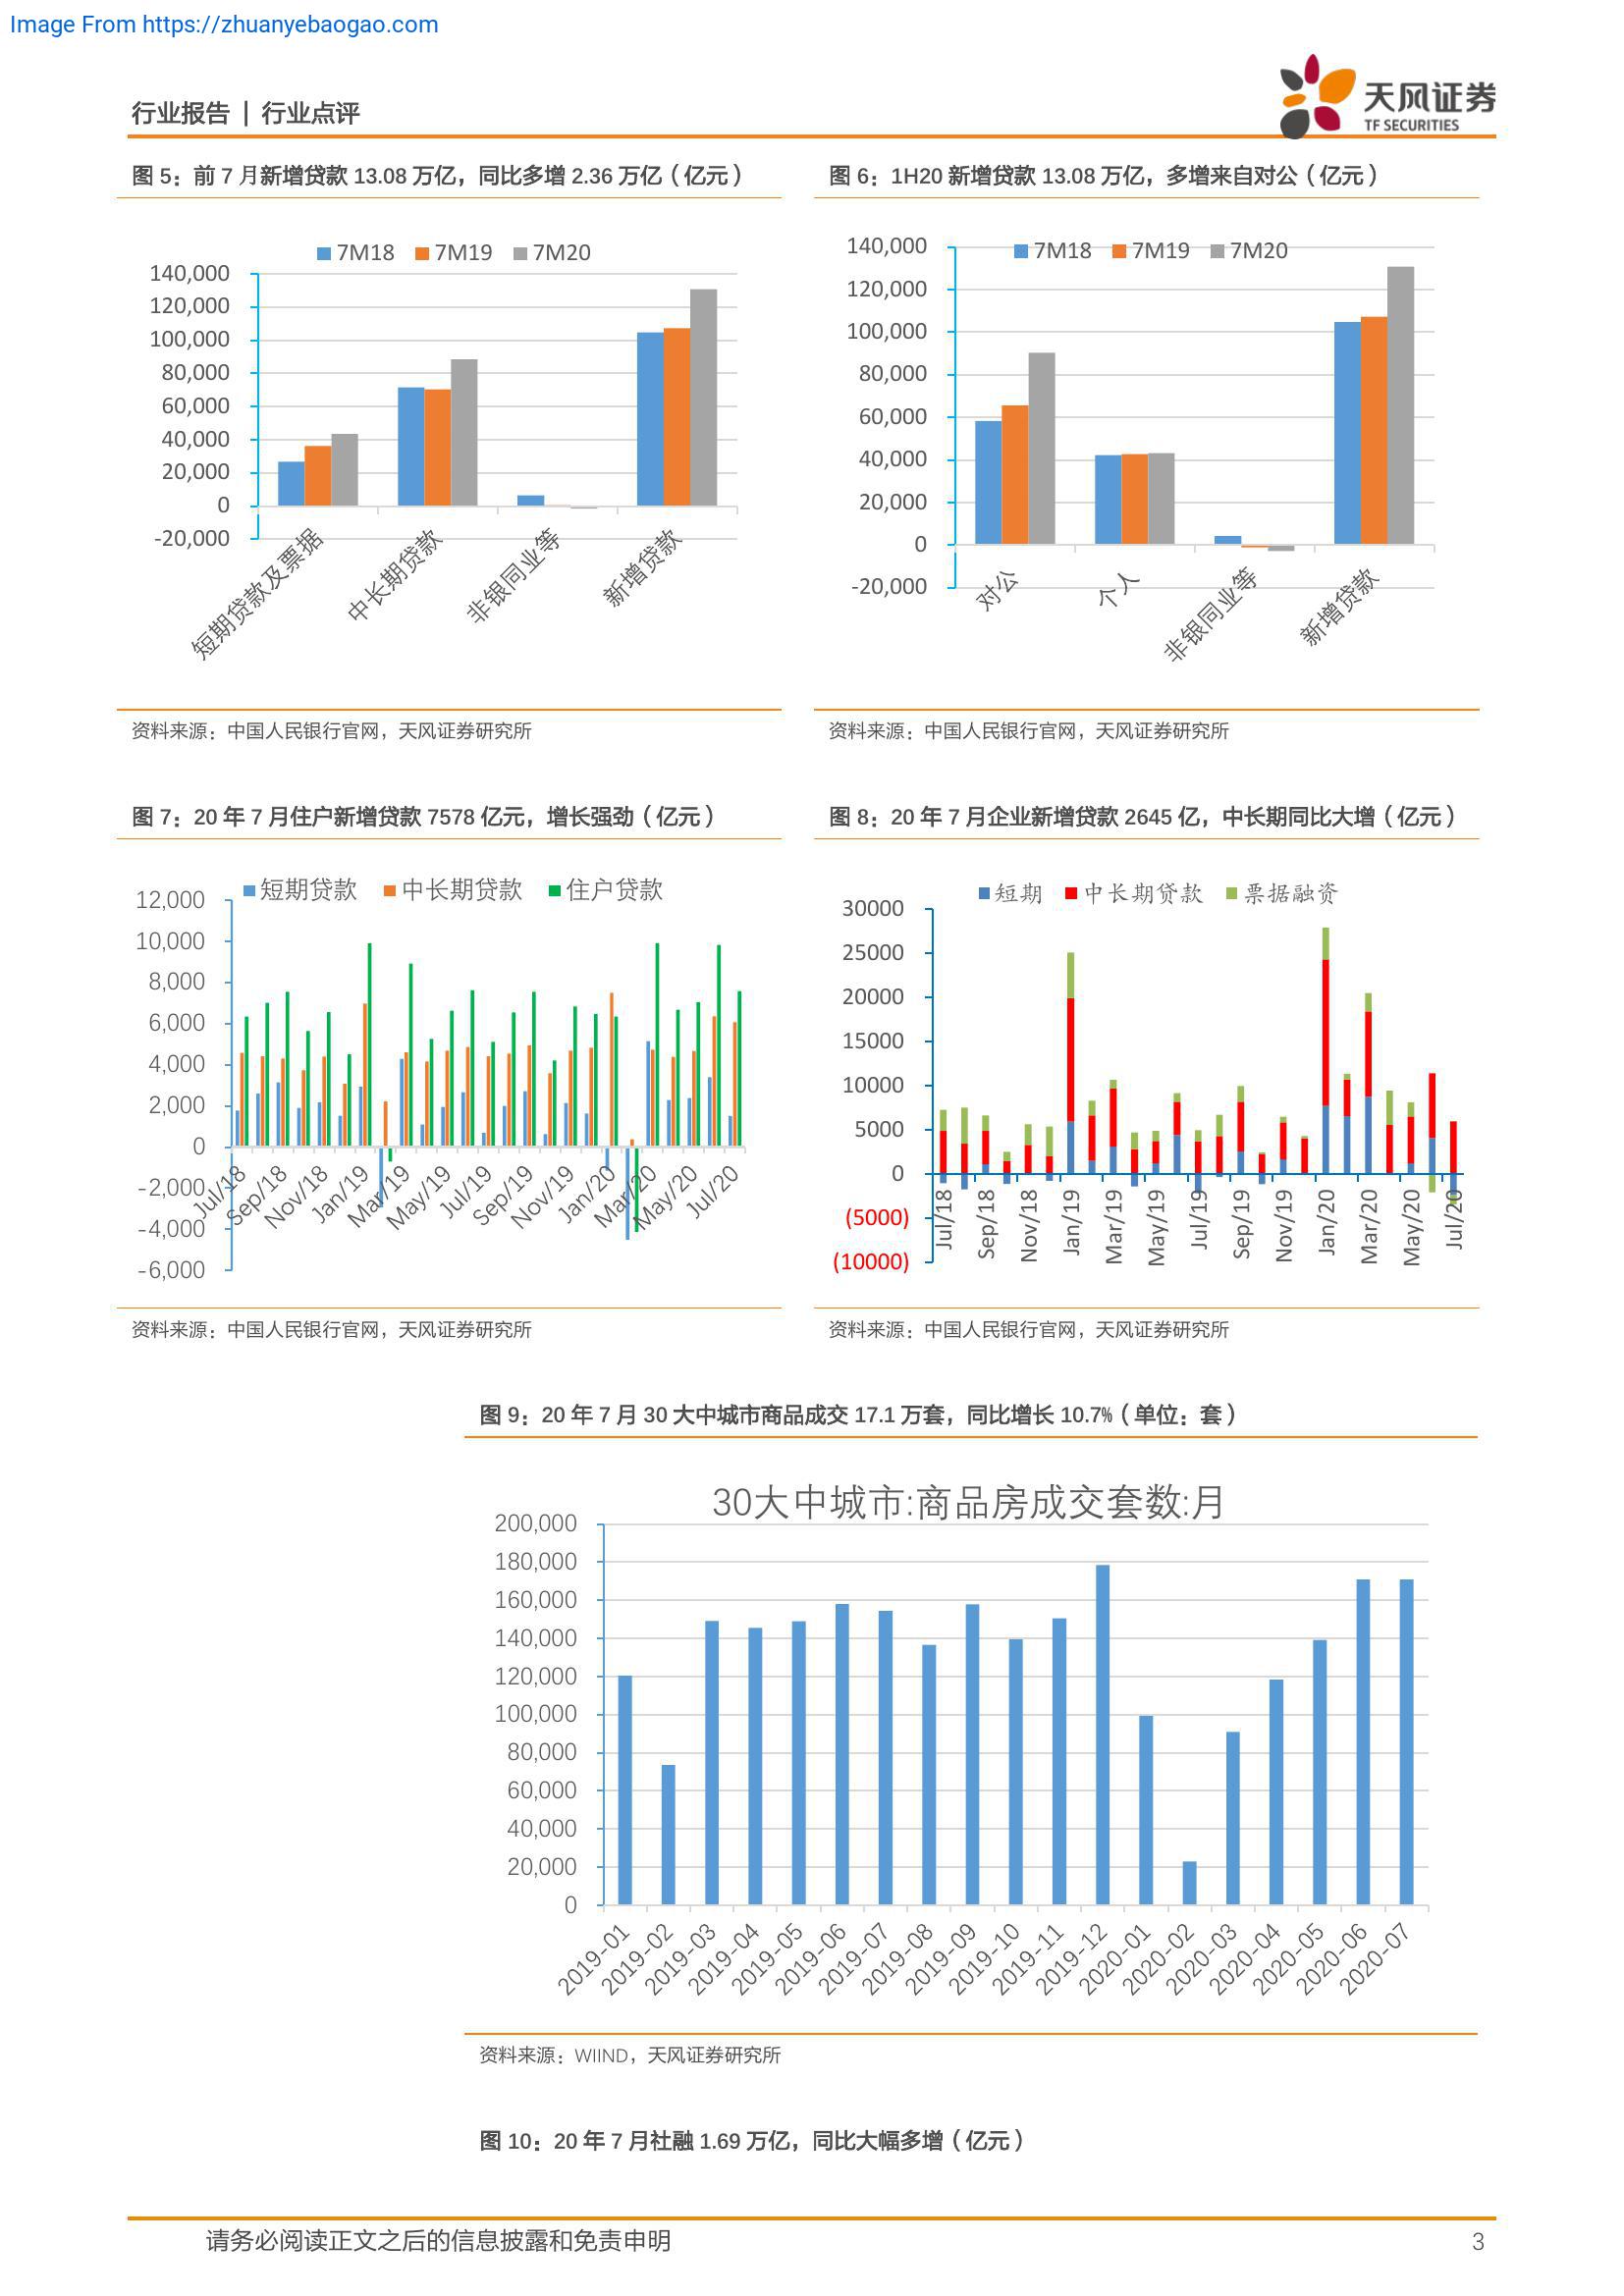 Image From https://zhuanyebaogao.com
行业报告 | 行业点评
天风证券
TF SECURITIES
图 5：前 7 月新增贷款 13.08 万亿，同比多增 2.36 万亿（亿元）
7M18 7M19 7M20
140,000
120,000
100,000
80,000
60,000
40,000
20,000
0
-20,000
短期贷款及票据 中长期贷款 非银同业等 新增贷款
资料来源：中国人民银行官网，天风证券研究所
图 6：1H20 新增贷款 13.08 万亿，多增来自对公（亿元）
7M18 7M19 7M20
140,000
120,000
100,000
80,000
60,000
40,000
20,000
0
-20,000
对公 个人 非银同业等 新增贷款
资料来源：中国人民银行官网，天风证券研究所
图 7：20 年 7 月住户新增贷款 7578 亿元，增长强劲（亿元）
短期贷款 中长期贷款 住户贷款
12,000
10,000
8,000
6,000
4,000
2,000
0
-2,000
-4,000
-6,000
Jul/18 Sep/18 Nov/18 Jan/19 Mar/19 May/19 Jul/19 Sep/19 Nov/19 Jan/20 Mar/20 May/20 Jul/20
资料来源：中国人民银行官网，天风证券研究所
图 8：20 年 7 月企业新增贷款 2645 亿，中长期同比大增（亿元）
短期 中长期贷款 票据融资
30000
25000
20000
15000
10000
5000
0
(5000)
(10000)
Jul/18 Sep/18 Nov/18 Jan/19 Mar/19 May/19 Jul/19 Sep/19 Nov/19 Jan/20 Mar/20 May/20 Jul/20
资料来源：中国人民银行官网，天风证券研究所
图 9：20 年 7 月 30 大中城市商品成交 17.1 万套，同比增长 10.7%（单位：套）
30大中城市:商品房成交套数:月
200,000
180,000
160,000
140,000
120,000
100,000
80,000
60,000
40,000
20,000
0
2019-01 2019-02 2019-03 2019-04 2019-05 2019-06 2019-07 2019-08 2019-09 2019-10 2019-11 2019-12 2020-01 2020-02 2020-03 2020-04 2020-05 2020-06 2020-07
资料来源：WIIND，天风证券研究所
图 10：20 年 7 月社融 1.69 万亿，同比大幅多增（亿元）
请务必阅读正文之后的信息披露和免责申明
3